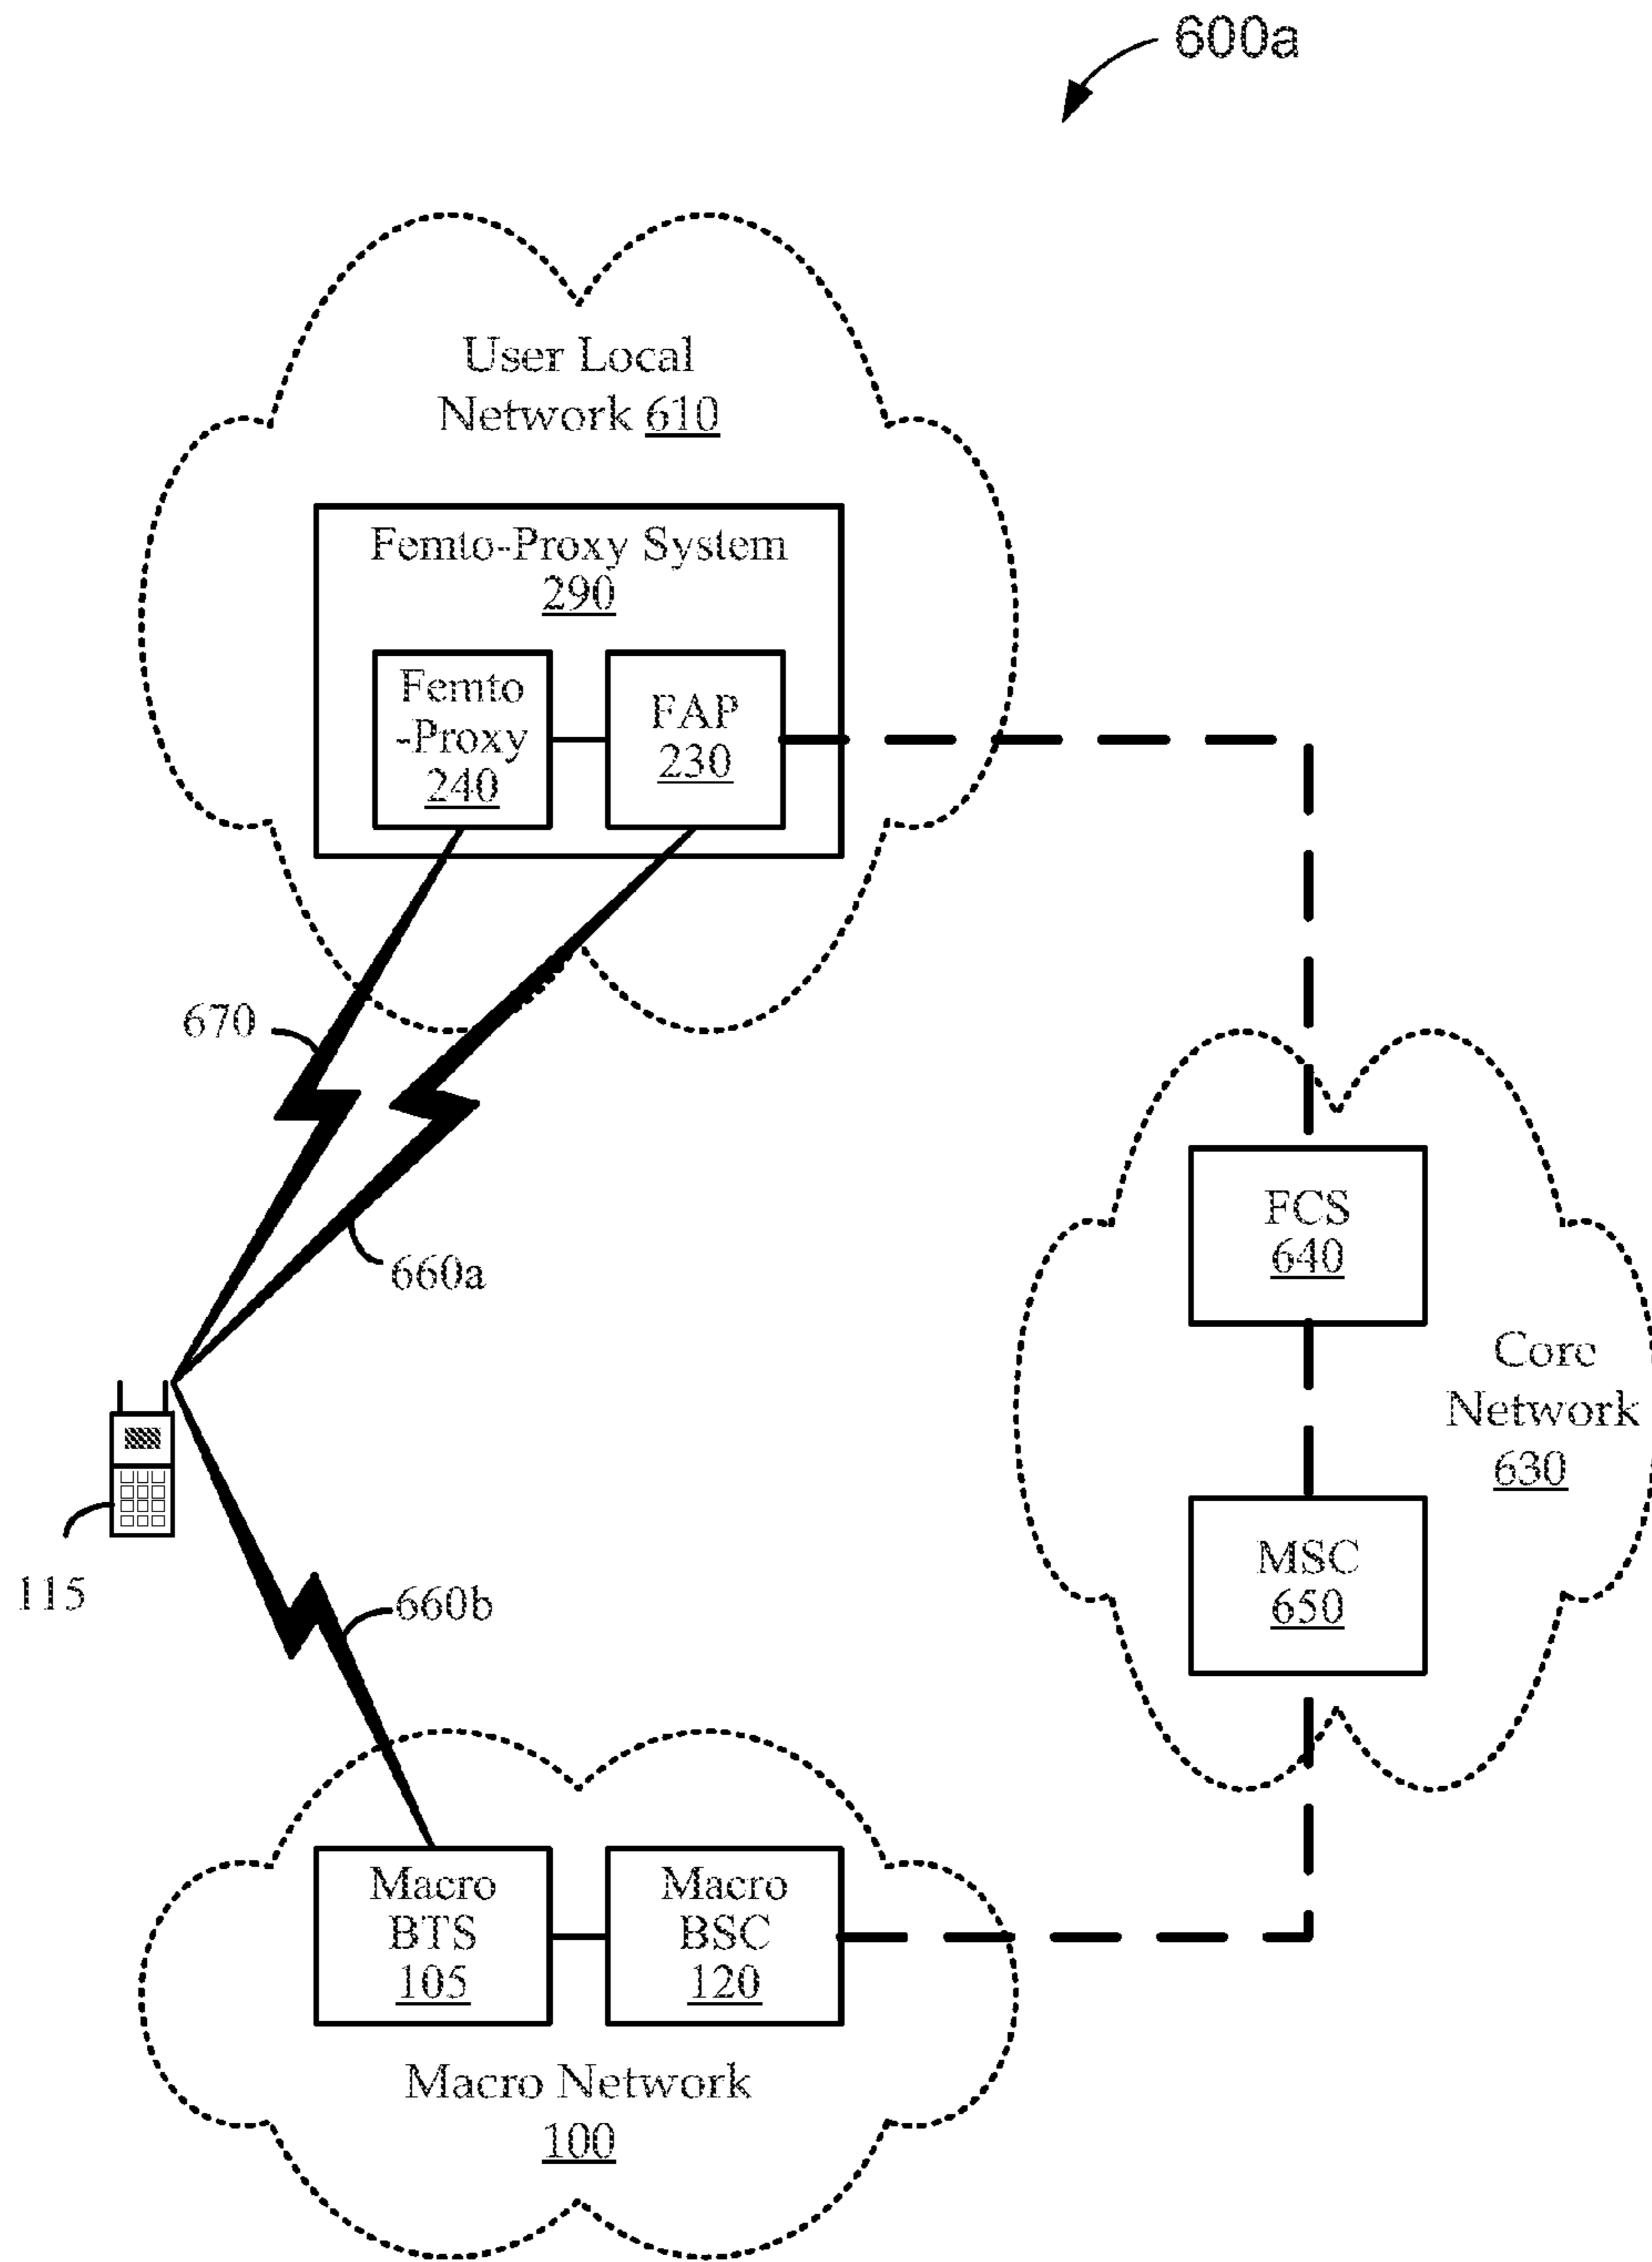 600a
User Local
Network 610
Femto-Proxy System
290
Femto
-Proxy
240
FAP
230
670
660a
FCS
640
Core
Network
630
MSC
650
115
660b
Macro
BTS
105
Macro
BSC
120
Macro Network
100